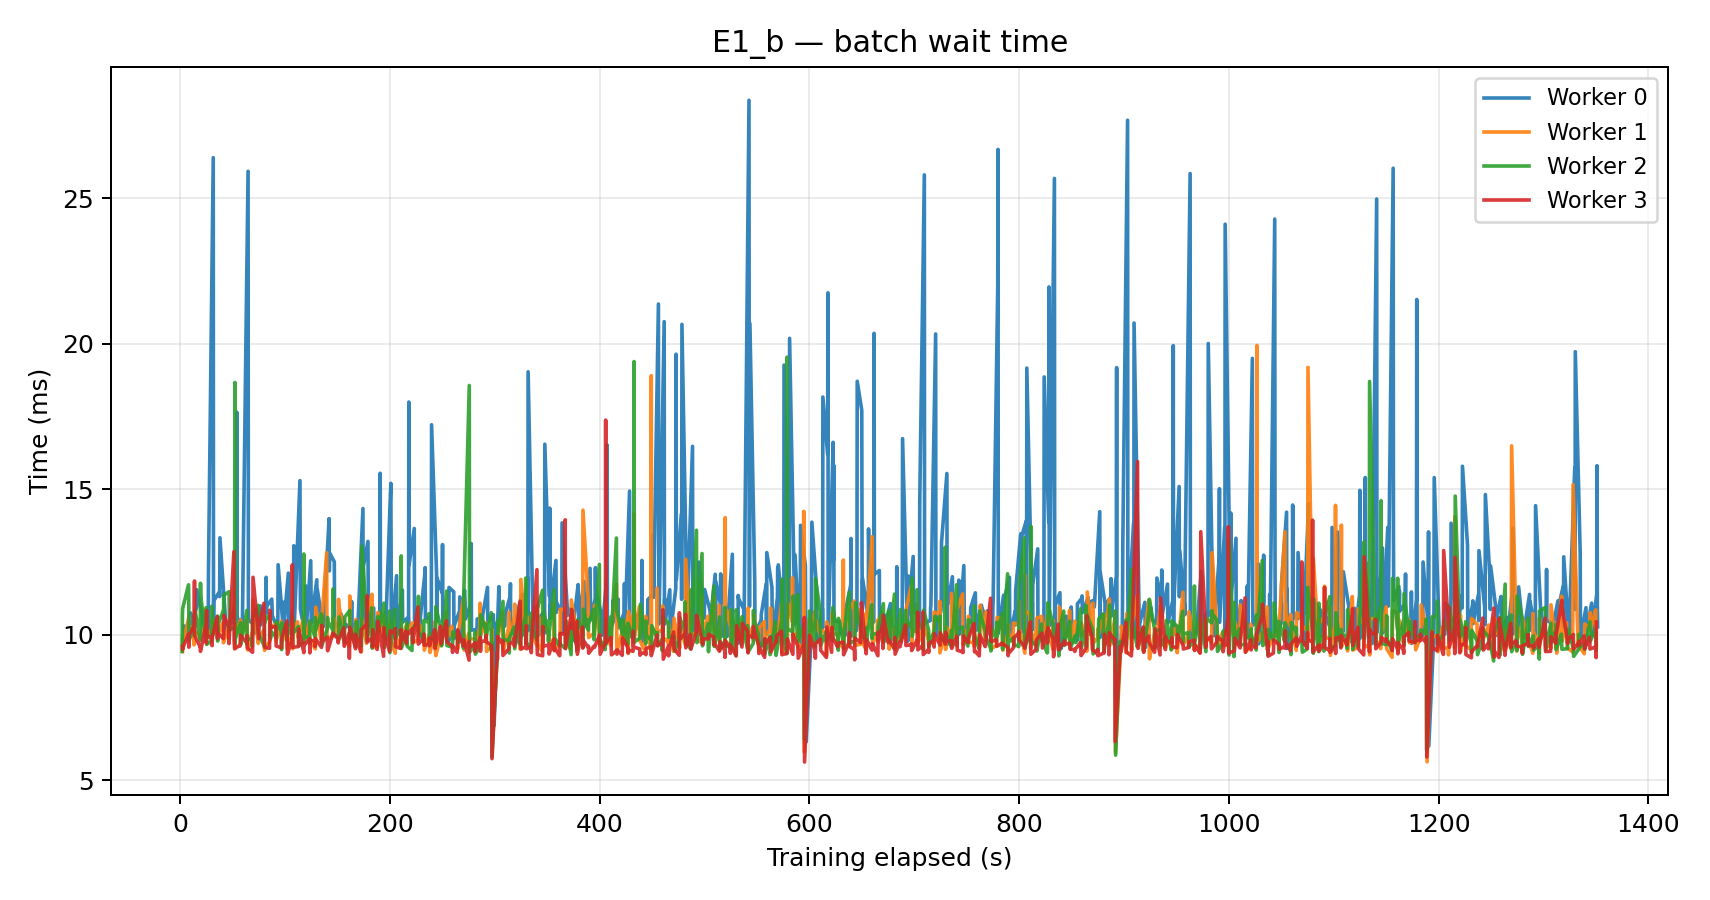 E1_b — batch wait time
Worker 0
Worker 1
Worker 2
Worker 3
Time (ms)
25
20
15
10
5
0 200 400 600 800 1000 1200 1400
Training elapsed (s)